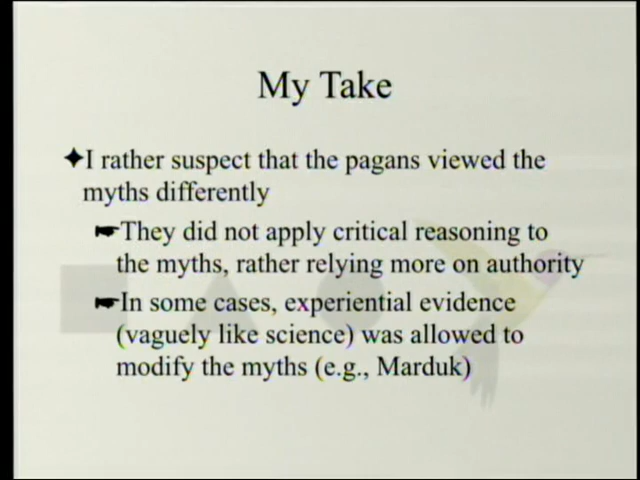 My Take
I rather suspect that the pagans viewed the
myths differently
They did not apply critical reasoning to
the myths, rather relying more on authority
In some cases, experiential evidence
(vaguely like science) was allowed to
modify the myths (e.g., Marduk)